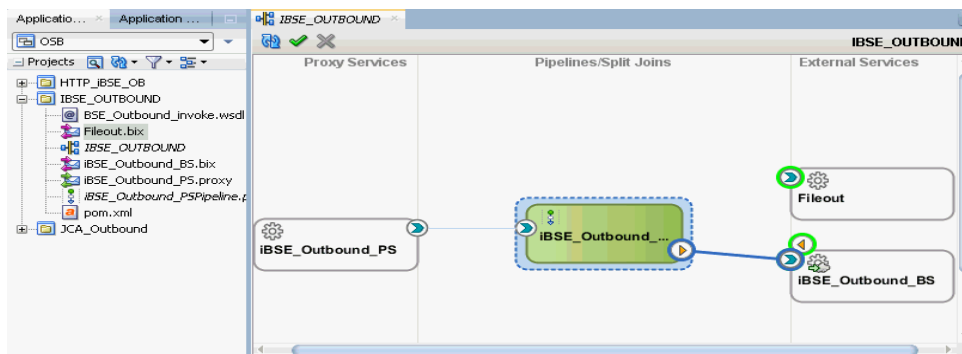 Applicatio...
Application ...
IBSE_OUTBOUND
OSB
IBSE_OUTBOUN
Projects
Proxy Services
Pipelines/Split Joins
External Services
HTTP_iBSE_OB
IBSE_OUTBOUND
BSE_Outbound_invoke.wsdl
Fileout.bix
IBSE_OUTBOUND
iBSE_Outbound_BS.bix
iBSE_Outbound_PS.proxy
iBSE_Outbound_PSPipeline.p
pom.xml
JCA_Outbound
iBSE_Outbound_PS
iBSE_Outbound_...
Fileout
iBSE_Outbound_BS